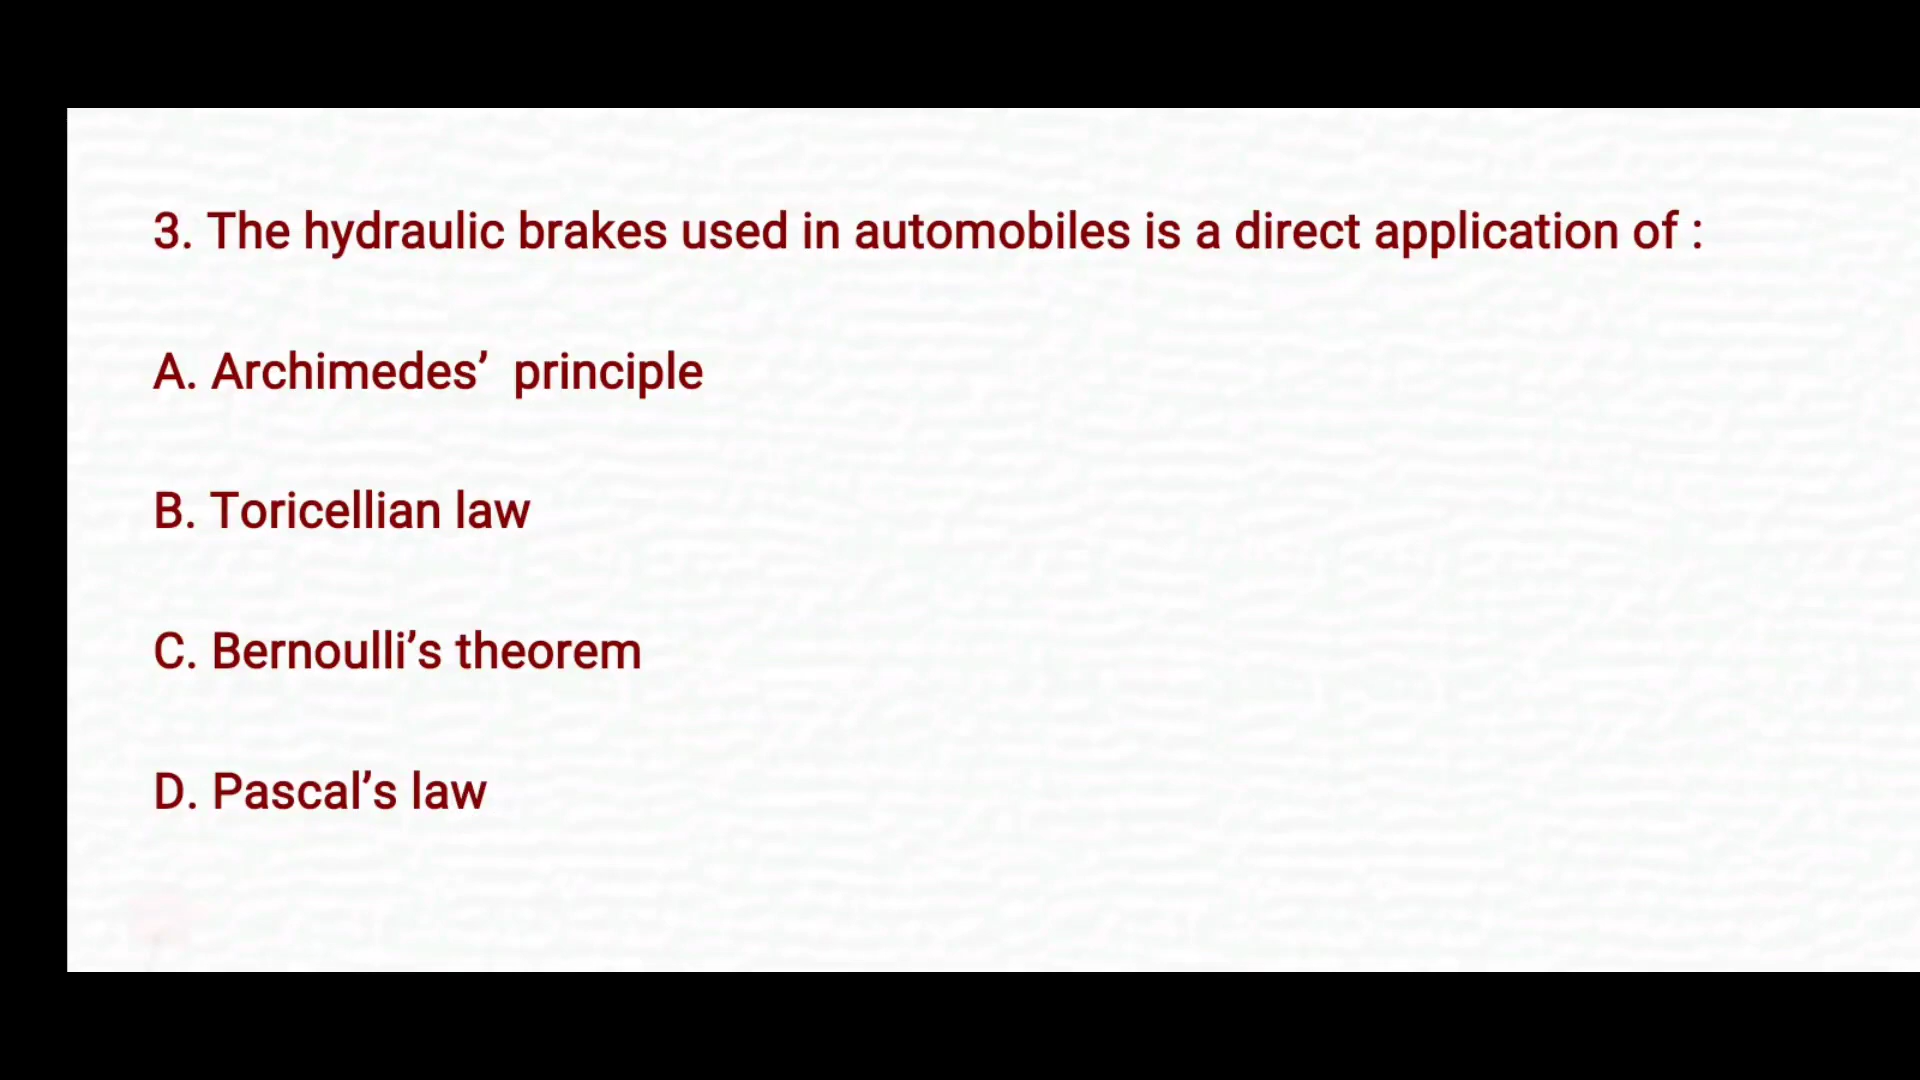 3. The hydraulic brakes used in automobiles is a direct application of :
A. Archimedes’ principle
B. Toricellian law
C. Bernoulli’s theorem
D. Pascal’s law